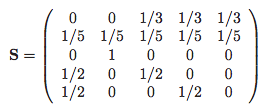 0 0 1/3 1/3 1/3
1/5 1/5 1/5 1/5 1/5
S = ( 0 1 0 0 0 )
1/2 0 1/2 0 0
1/2 0 0 1/2 0